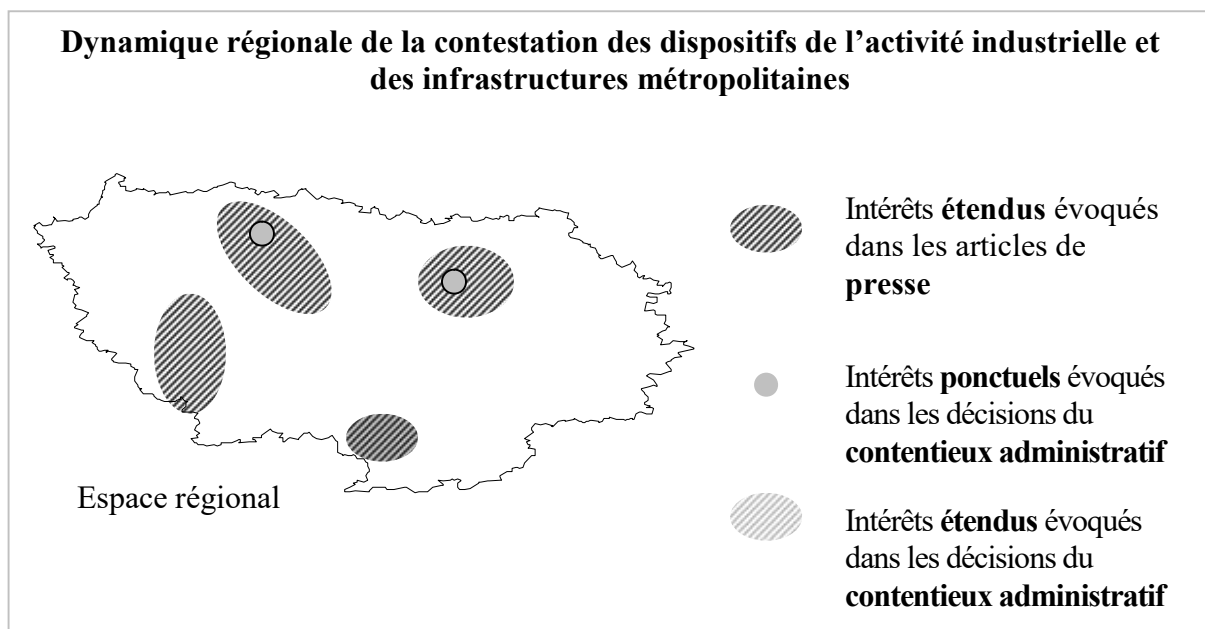 Dynamique régionale de la contestation des dispositifs de l’activité industrielle et
des infrastructures métropolitaines
Intérêts étendus évoqués
dans les articles de
presse
Intérêts ponctuels évoqués
dans les décisions du
contentieux administratif
Espace régional
Intérêts étendus évoqués
dans les décisions du
contentieux administratif